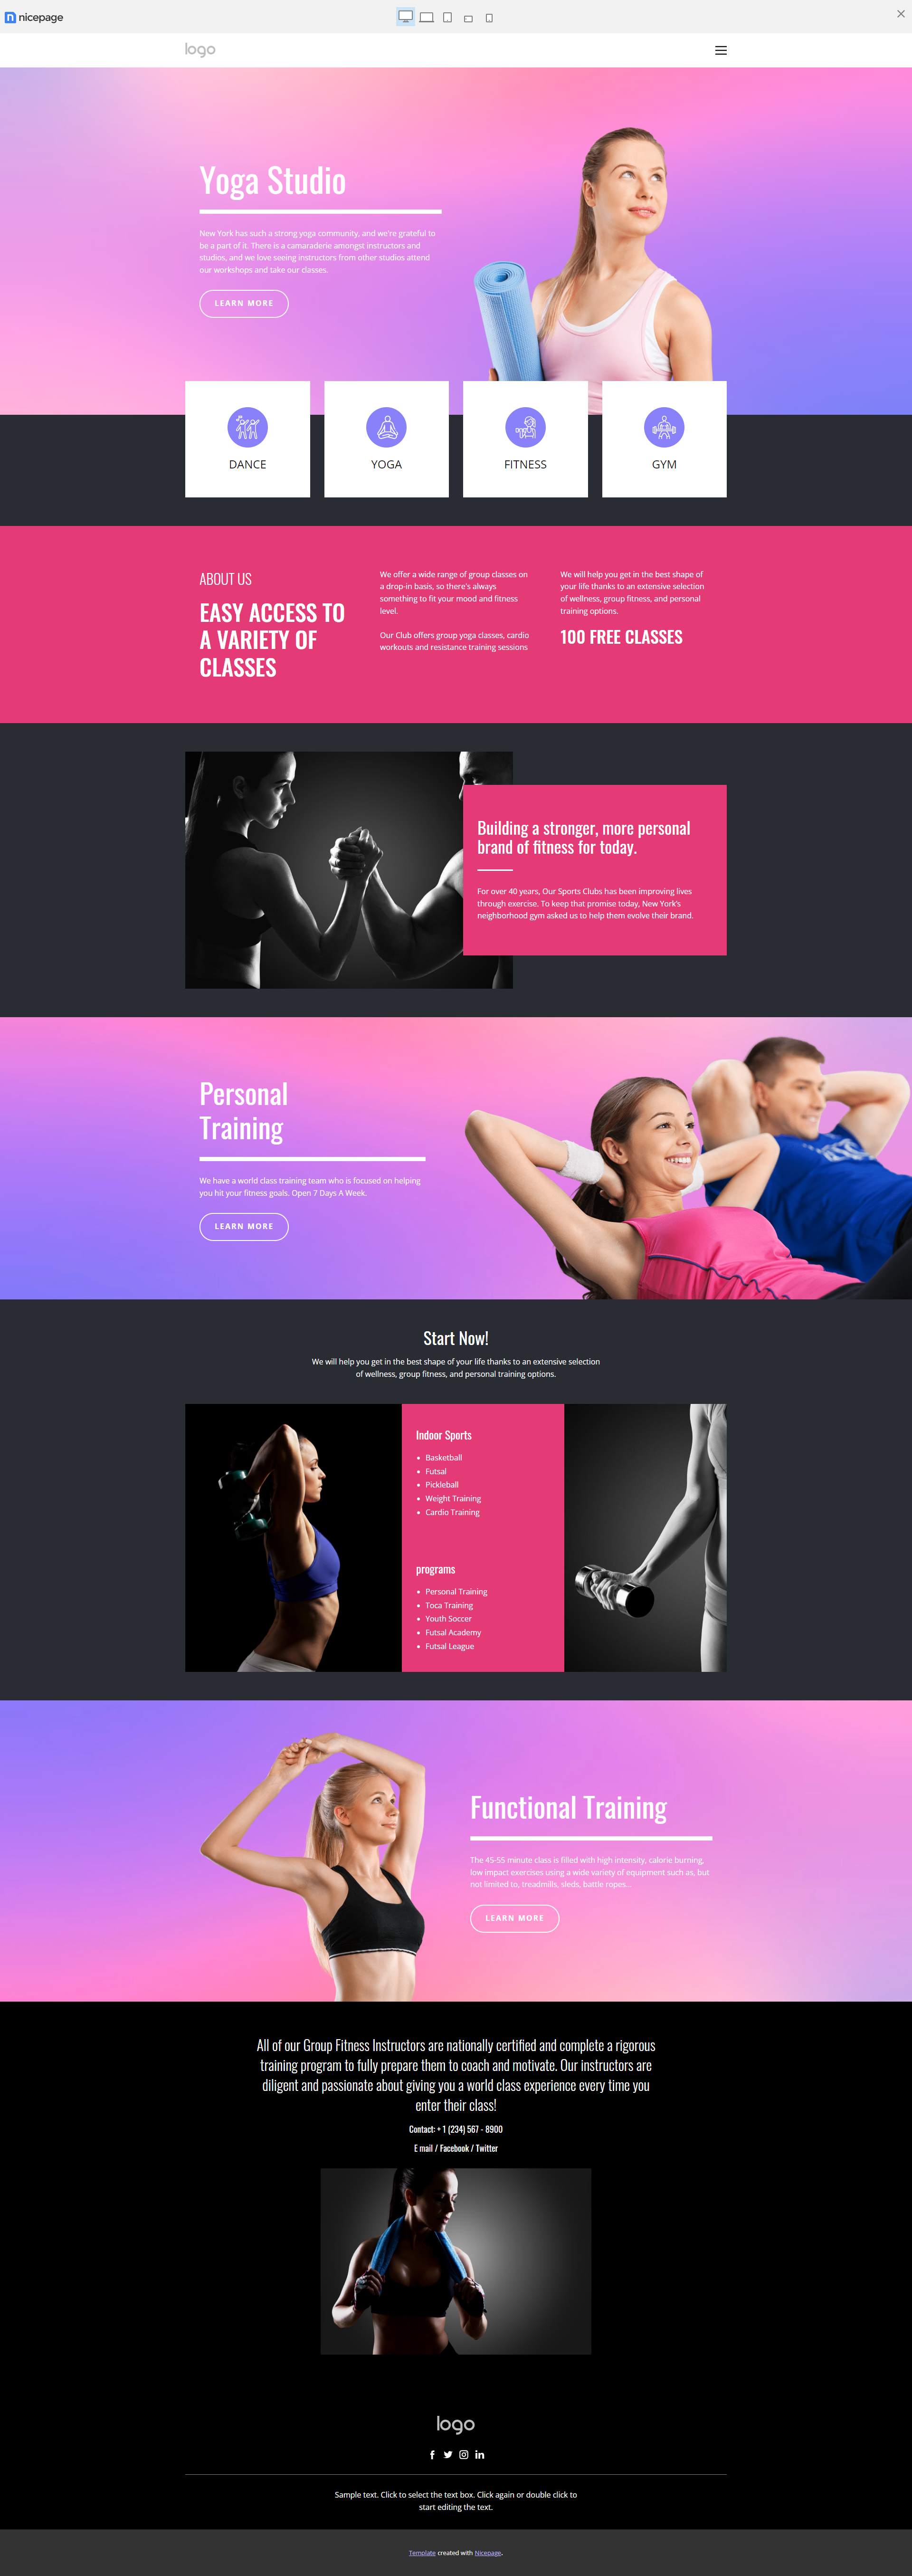 nicepage
logo
Yoga Studio
New York has such a strong yoga community, and we're grateful to
be a part of it. There is a camaraderie amongst instructors and
studios, and we love seeing instructors from other studios attend
our workshops and take our classes.
LEARN MORE
DANCE
YOGA
FITNESS
GYM
ABOUT US
EASY ACCESS TO
A VARIETY OF
CLASSES
We offer a wide range of group classes on
a drop-in basis, so there's always
something to fit your mood and fitness
level.
Our Club offers group yoga classes, cardio
workouts and resistance training sessions
We will help you get in the best shape of
your life thanks to an extensive selection
of wellness, group fitness, and personal
training options.
100 FREE CLASSES
Building a stronger, more personal
brand of fitness for today.
For over 40 years, Our Sports Clubs has been improving lives
through exercise. To keep that promise today, New York's
neighborhood gym asked us to help them evolve their brand.
Personal
Training
We have a world class training team who is focused on helping
you hit your fitness goals. Open 7 Days A Week.
LEARN MORE
Start Now!
We will help you get in the best shape of your life thanks to an extensive selection
of wellness, group fitness, and personal training options.
Indoor Sports
• Basketball
• Futsal
• Pickleball
• Weight Training
• Cardio Training
programs
• Personal Training
• Toca Training
• Youth Soccer
• Futsal Academy
• Futsal League
Functional Training
The 45-55 minute class is filled with high intensity, calorie burning,
low impact exercises using a wide variety of equipment such as, but
not limited to, treadmills, sleds, battle ropes...
LEARN MORE
All of our Group Fitness Instructors are nationally certified and complete a rigorous
training program to fully prepare them to coach and motivate. Our instructors are
diligent and passionate about giving you a world class experience every time you
enter their class!
Contact: + 1 (234) 567 - 8900
E mail / Facebook / Twitter
logo
Sample text. Click to select the text box. Click again or double click to
start editing the text.
Template created with Nicepage.